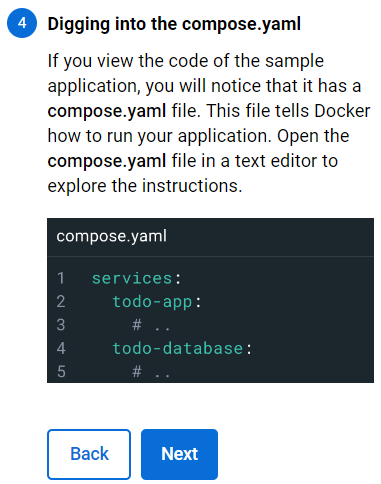 4 Digging into the compose.yaml
If you view the code of the sample
application, you will notice that it has a
compose.yaml file. This file tells Docker
how to run your application. Open the
compose.yaml file in a text editor to
explore the instructions.
compose.yaml
1 services:
2   todo-app:
3     # ..
4   todo-database:
5     # ..
Back Next